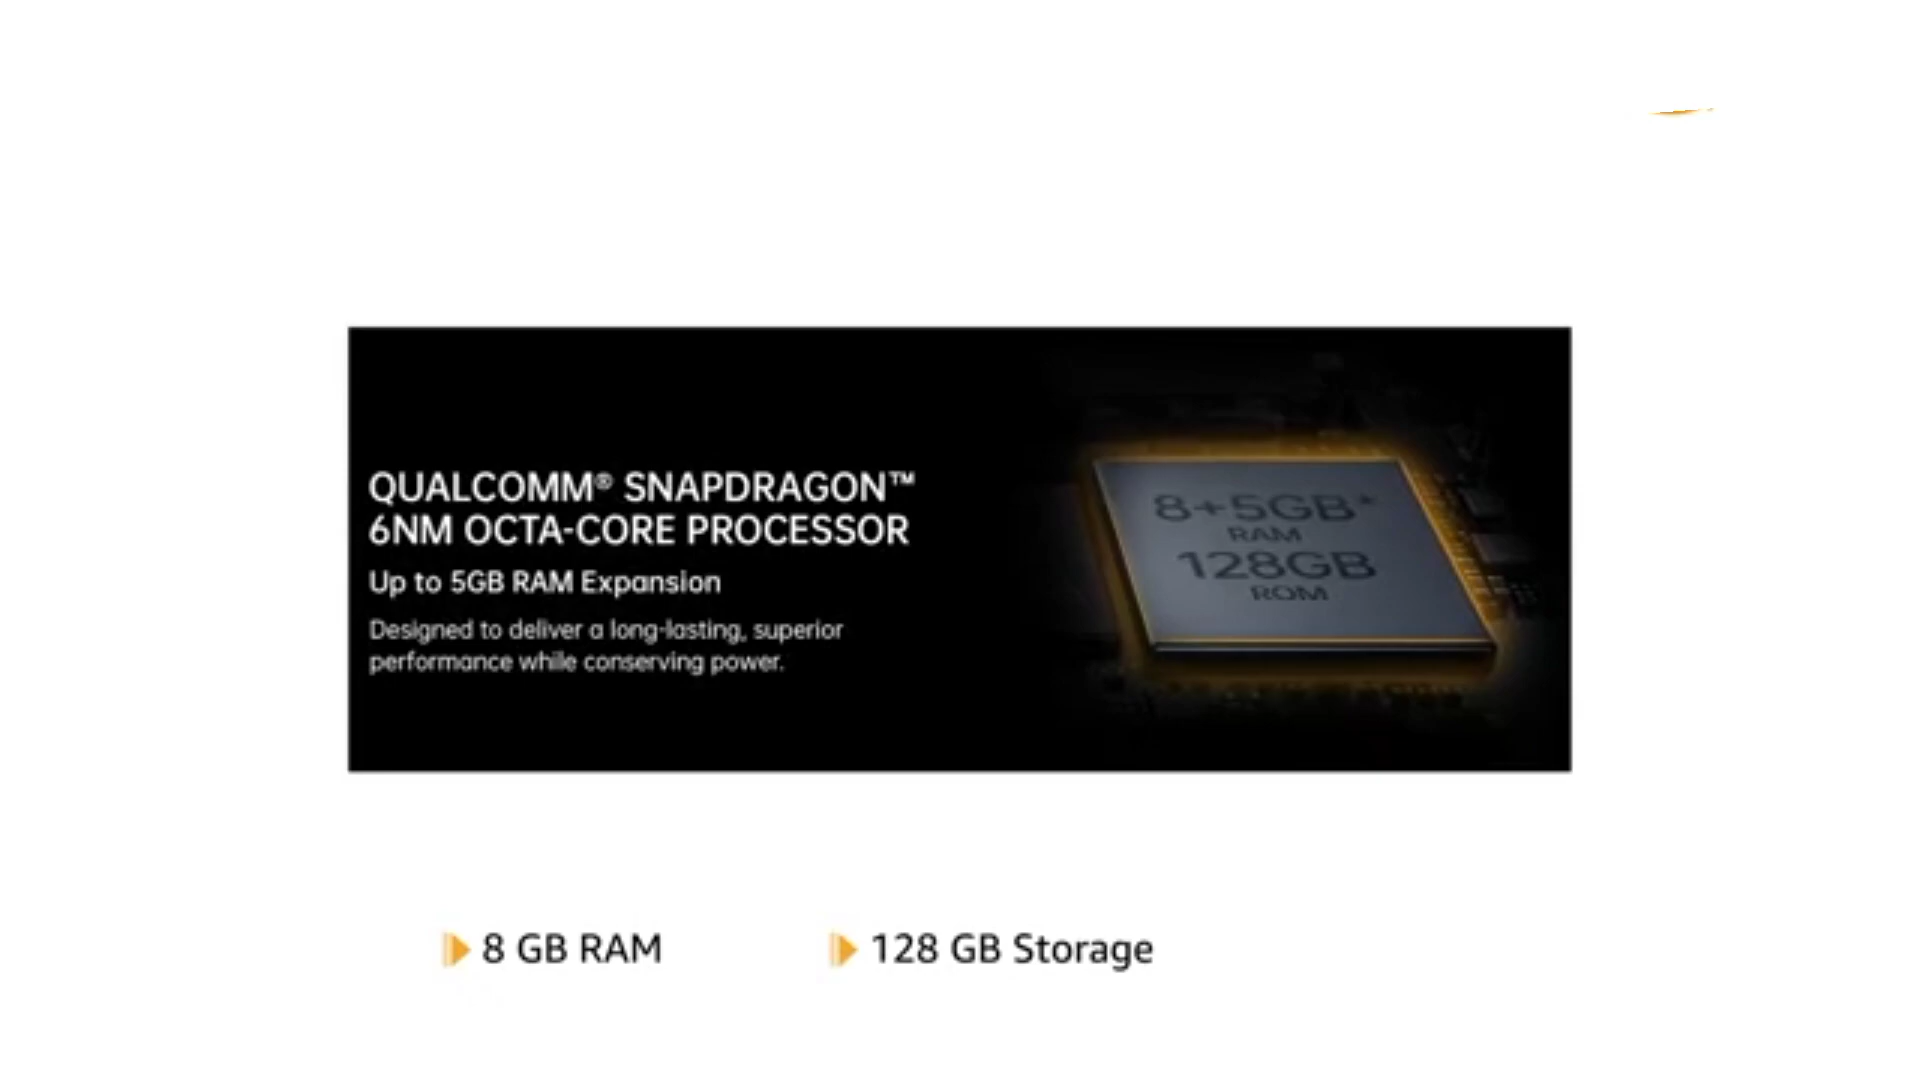 QUALCOMM® SNAPDRAGON™
6NM OCTA-CORE PROCESSOR
Up to 5GB RAM Expansion
Designed to deliver a long-lasting, superior
performance while conserving power.
8+5GB*
RAM
128GB
ROM
8 GB RAM
128 GB Storage